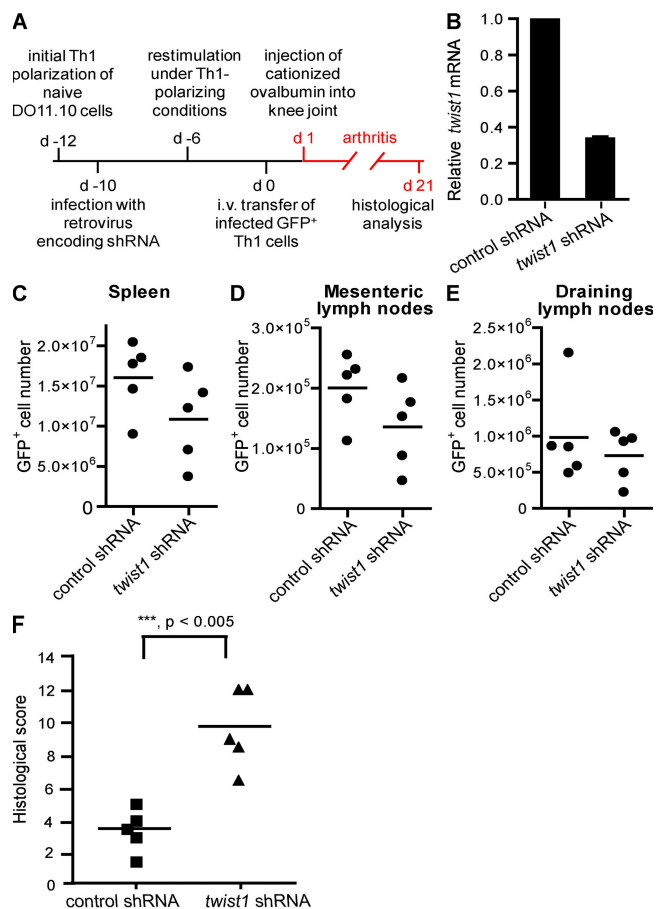 A
initial Th1
polarization of
naive
DO11.10 cells
restimulation
under Th1-
polarizing
conditions
injection of
cationized
ovalbumin into
knee joint
d -12
d -6
d 1
arthritis
d -10
d 0
d 21
infection with
retrovirus
encoding shRNA
i.v. transfer of
infected GFP+
Th1 cells
histological
analysis
B
Relative twist1 mRNA
1.0
0.8
0.6
0.4
0.2
0.0
control shRNA
twist1 shRNA
C
Spleen
GFP+ cell number
2.0×10⁷
1.5×10⁷
1.0×10⁷
5.0×10⁶
0
control shRNA
twist1 shRNA
D
Mesenteric
lymph nodes
GFP+ cell number
3.0×10⁵
2.0×10⁵
1.0×10⁵
0
control shRNA
twist1 shRNA
E
Draining
lymph nodes
GFP+ cell number
2.5×10⁶
2.0×10⁶
1.5×10⁶
1.0×10⁶
5.0×10⁵
0
control shRNA
twist1 shRNA
F
***, p < 0.005
Histological score
14
12
10
8
6
4
2
0
control shRNA
twist1 shRNA